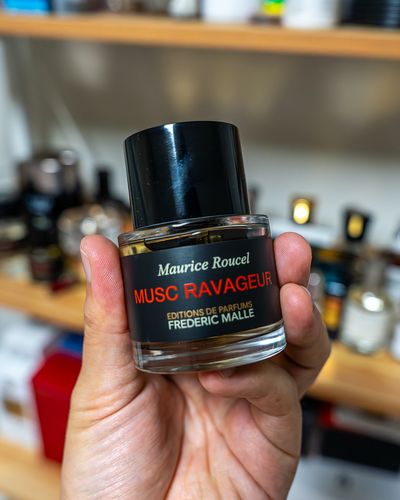 Maurice Roucel
MUSC RAVAGEUR
EDITIONS DE PARFUMS
FREDERIC MALLE